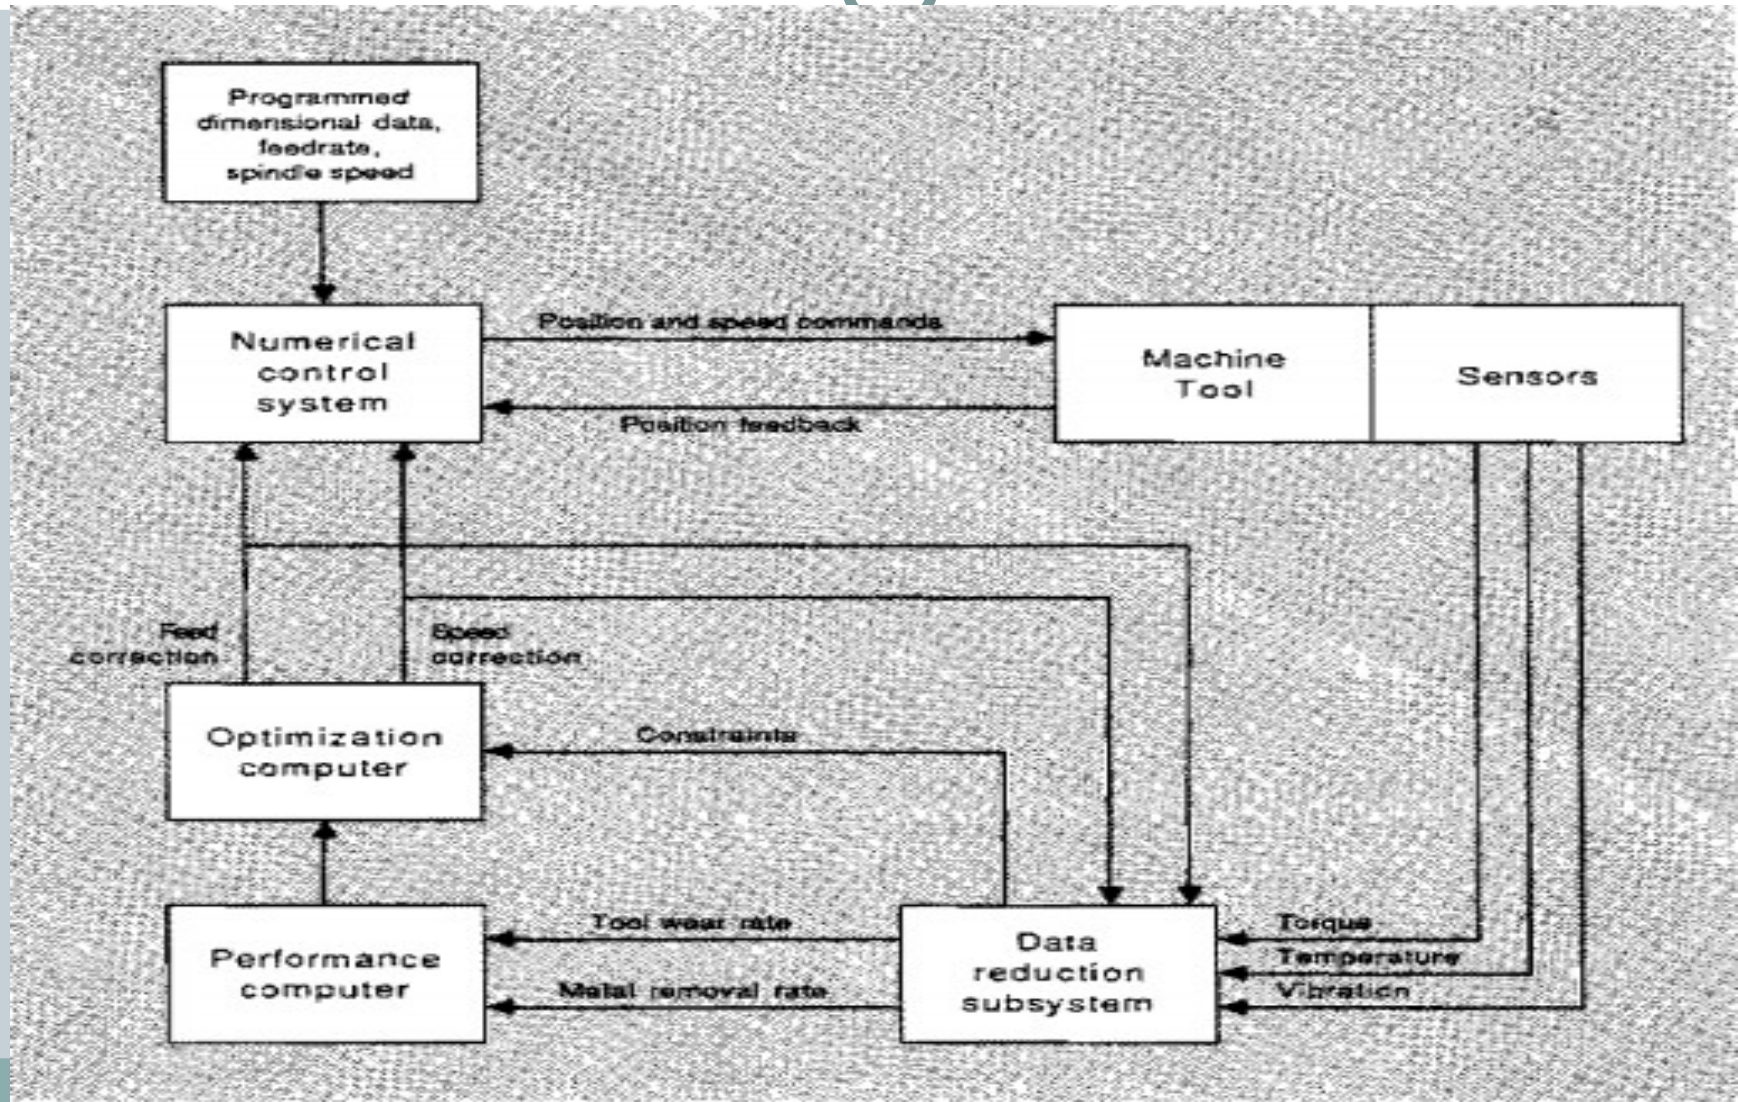 Programmed
dimensional data,
feedrate,
spindle speed
Numerical
control
system
Position and speed commands
Position feedback
Machine
Tool
Sensors
Feed
correction
Speed
correction
Optimization
computer
Constraints
Performance
computer
Tool wear rate
Metal removal rate
Data
reduction
subsystem
Torque
Temperature
Vibration